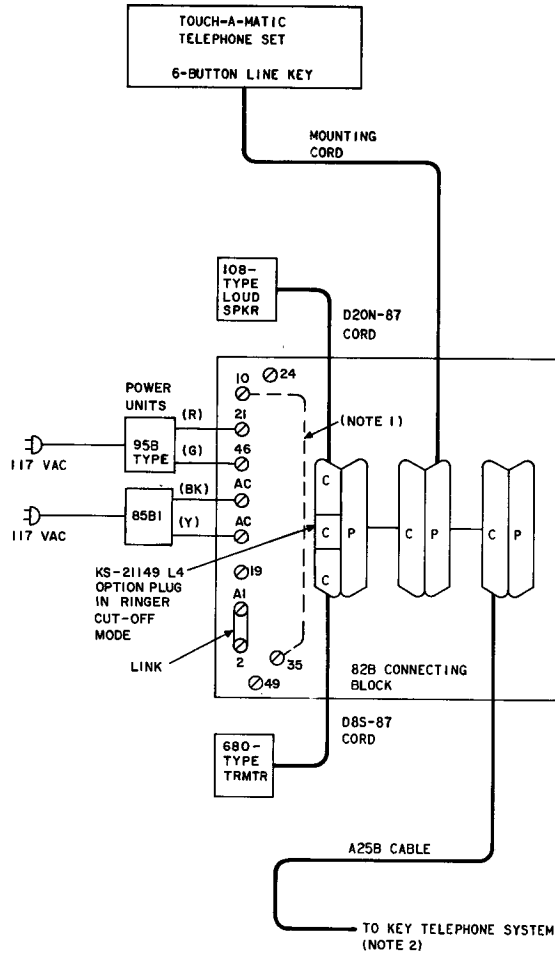 TOUCH-A-MATIC
TELEPHONE SET
6-BUTTON LINE KEY
MOUNTING
CORD
108-
TYPE
LOUD
SPKR
D20N-87
CORD
24
10
POWER
UNITS
(R)
21
(NOTE 1)
95B
TYPE
(G)
46
117 VAC
(BK)
AC
85B1
(Y)
AC
117 VAC
C
C
C
P
C
P
C
P
KS-21149 L4
OPTION PLUG
IN RINGER
CUT-OFF
MODE
19
A1
LINK
2
35
49
82B CONNECTING
BLOCK
D8S-87
CORD
680-
TYPE
TRMTR
A25B CABLE
TO KEY TELEPHONE SYSTEM
(NOTE 2)